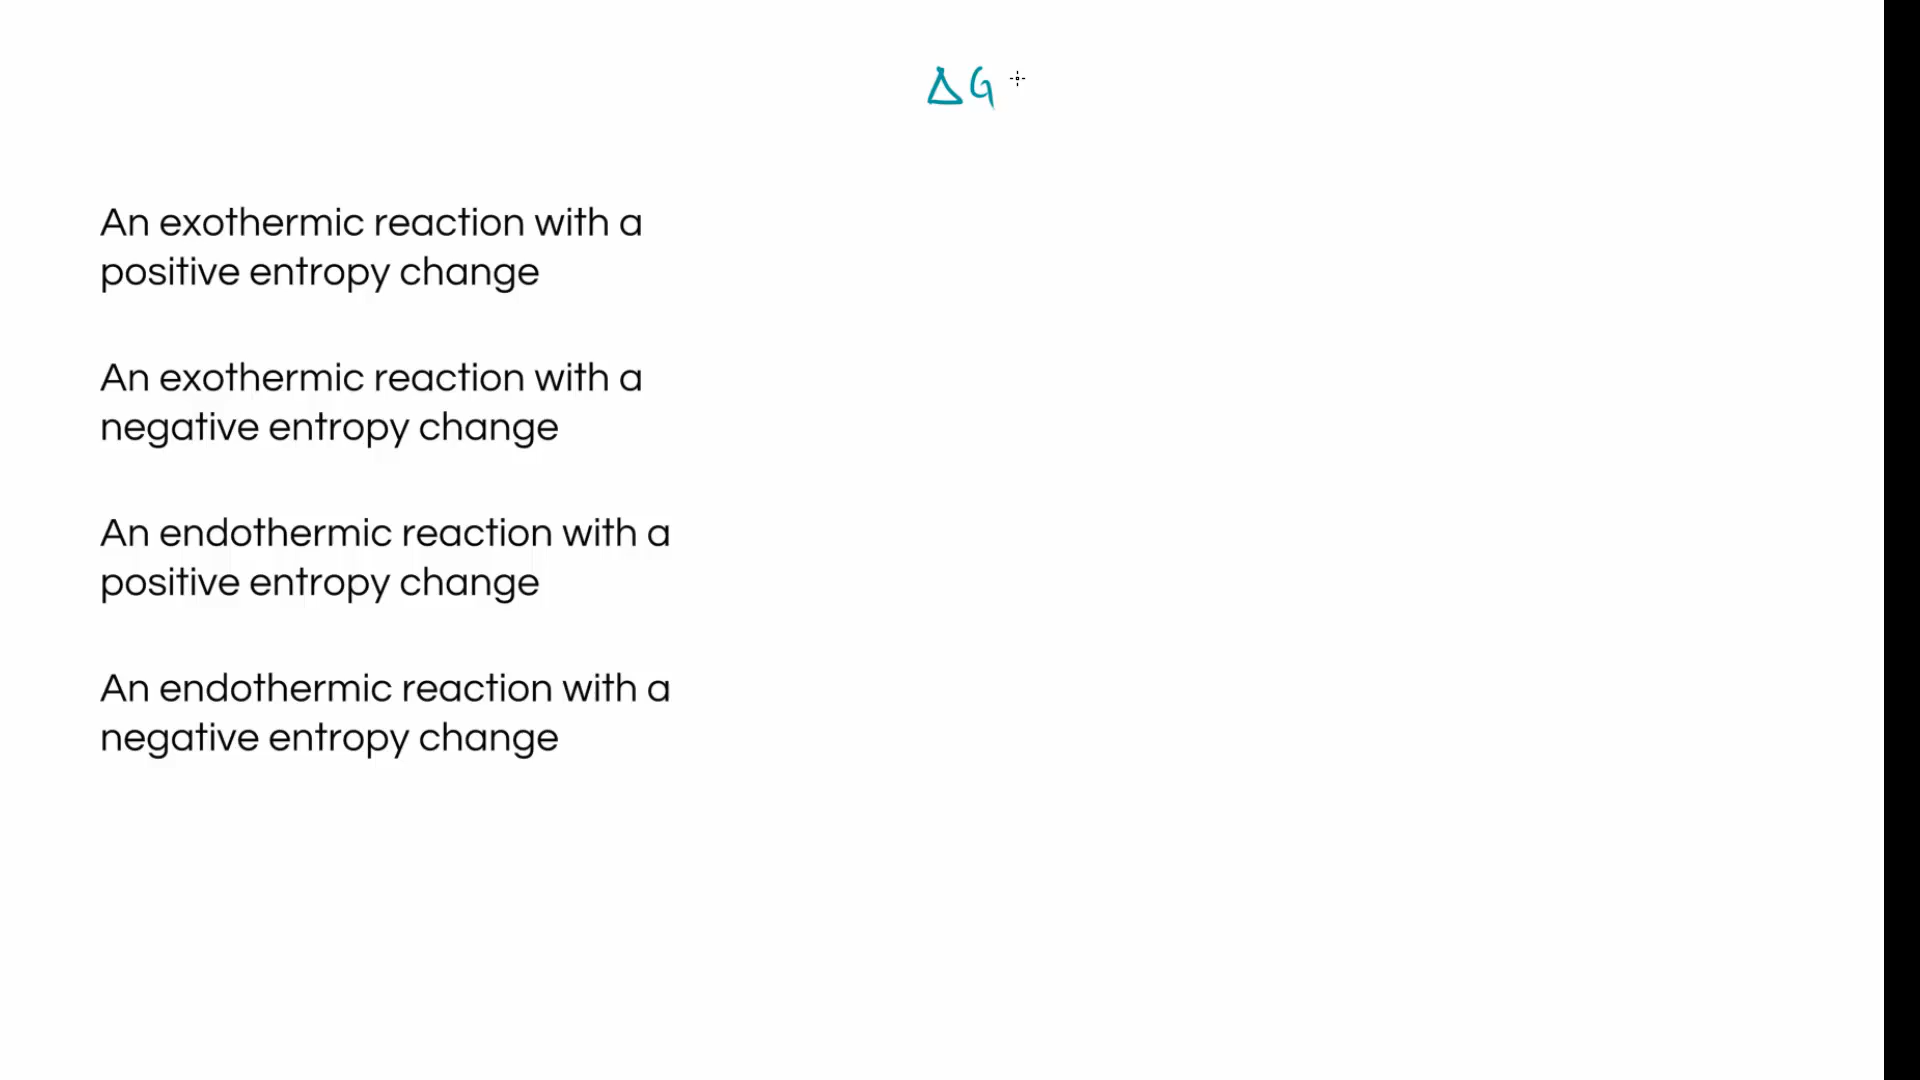 ΔG
An exothermic reaction with a
positive entropy change
An exothermic reaction with a
negative entropy change
An endothermic reaction with a
positive entropy change
An endothermic reaction with a
negative entropy change